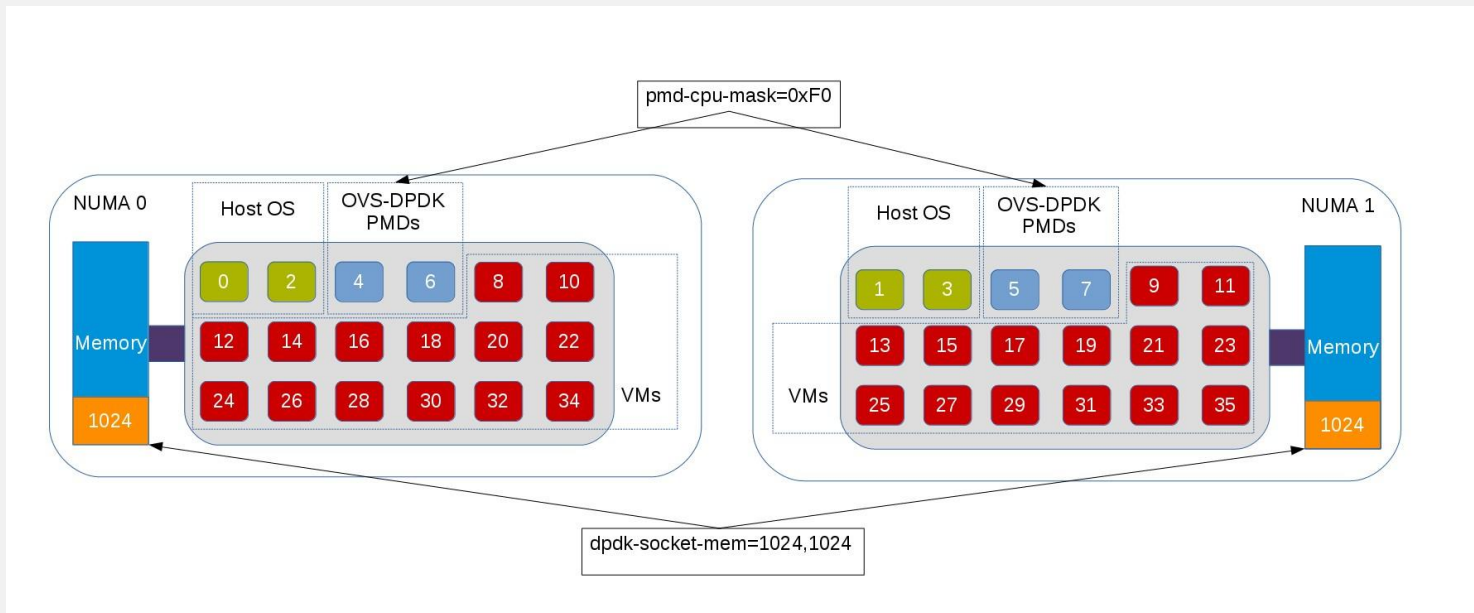 pmd-cpu-mask=0xF0
NUMA 0
Host OS
OVS-DPDK
PMDs
0 2 4 6 8 10
Memory
12 14 16 18 20 22
24 26 28 30 32 34
VMs
1024
NUMA 1
Host OS
OVS-DPDK
PMDs
1 3 5 7 9 11
13 15 17 19 21 23
Memory
VMs
25 27 29 31 33 35
1024
dpdk-socket-mem=1024,1024